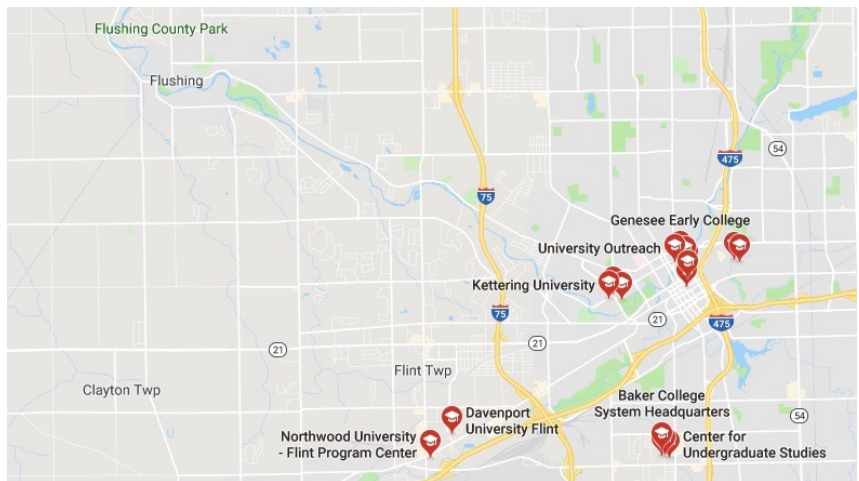 Flushing County Park
Flushing
54
475
75
Genesee Early College
University Outreach
Kettering University
75
21
475
21
21
Flint Twp
Clayton Twp
Baker College
System Headquarters
Davenport
University Flint
54
Northwood University
- Flint Program Center
Center for
Undergraduate Studies